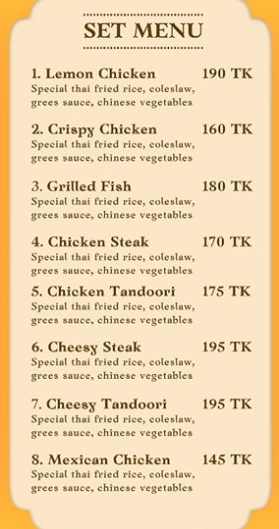 SET MENU
1. Lemon Chicken 190 TK
Special thai fried rice, coleslaw,
grees sauce, chinese vegetables
2. Crispy Chicken 160 TK
Special thai fried rice, coleslaw,
grees sauce, chinese vegetables
3. Grilled Fish 180 TK
Special thai fried rice, coleslaw,
grees sauce, chinese vegetables
4. Chicken Steak 170 TK
Special thai fried rice, coleslaw,
grees sauce, chinese vegetables
5. Chicken Tandoori 175 TK
Special thai fried rice, coleslaw,
grees sauce, chinese vegetables
6. Cheesy Steak 195 TK
Special thai fried rice, coleslaw,
grees sauce, chinese vegetables
7. Cheesy Tandoori 195 TK
Special thai fried rice, coleslaw,
grees sauce, chinese vegetables
8. Mexican Chicken 145 TK
Special thai fried rice, coleslaw,
grees sauce, chinese vegetables